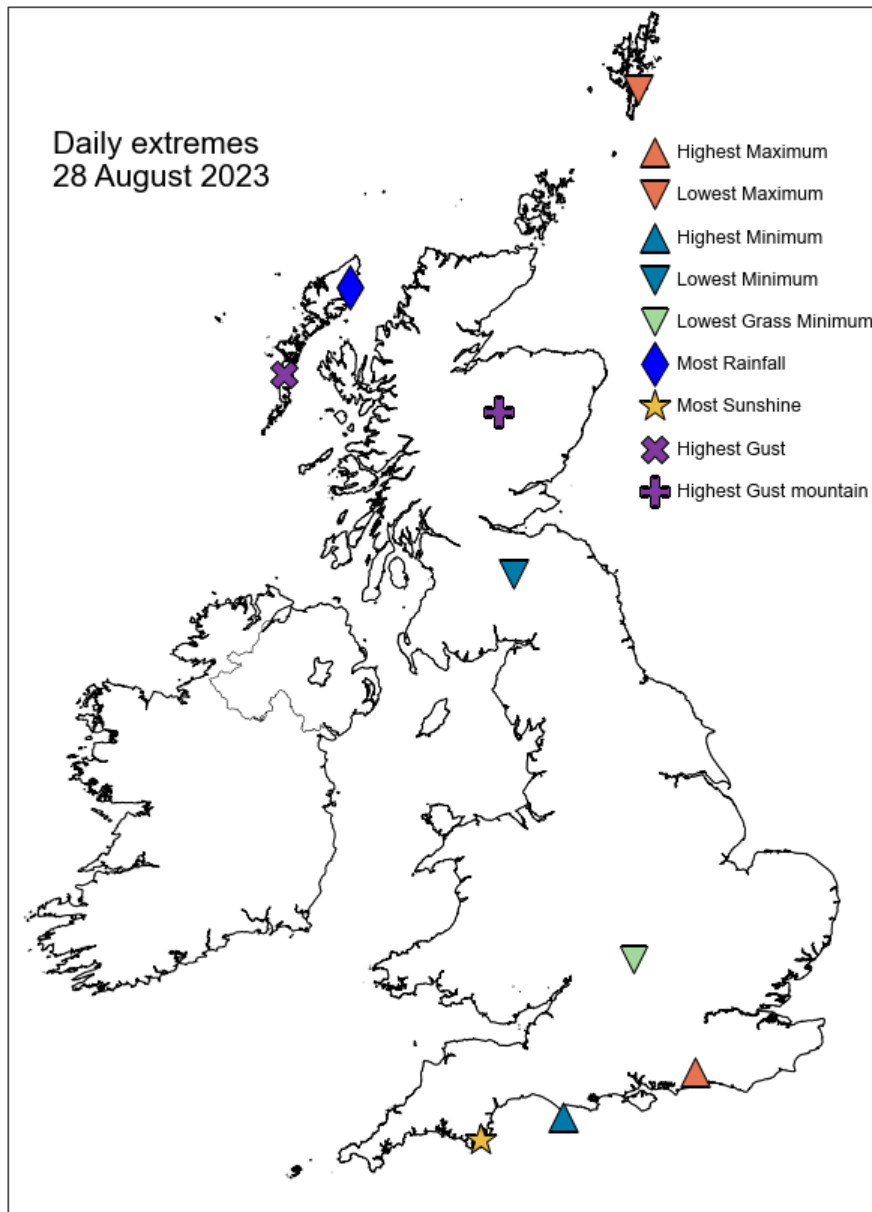 Daily extremes
28 August 2023
Highest Maximum
Lowest Maximum
Highest Minimum
Lowest Minimum
Lowest Grass Minimum
Most Rainfall
Most Sunshine
Highest Gust
Highest Gust mountain